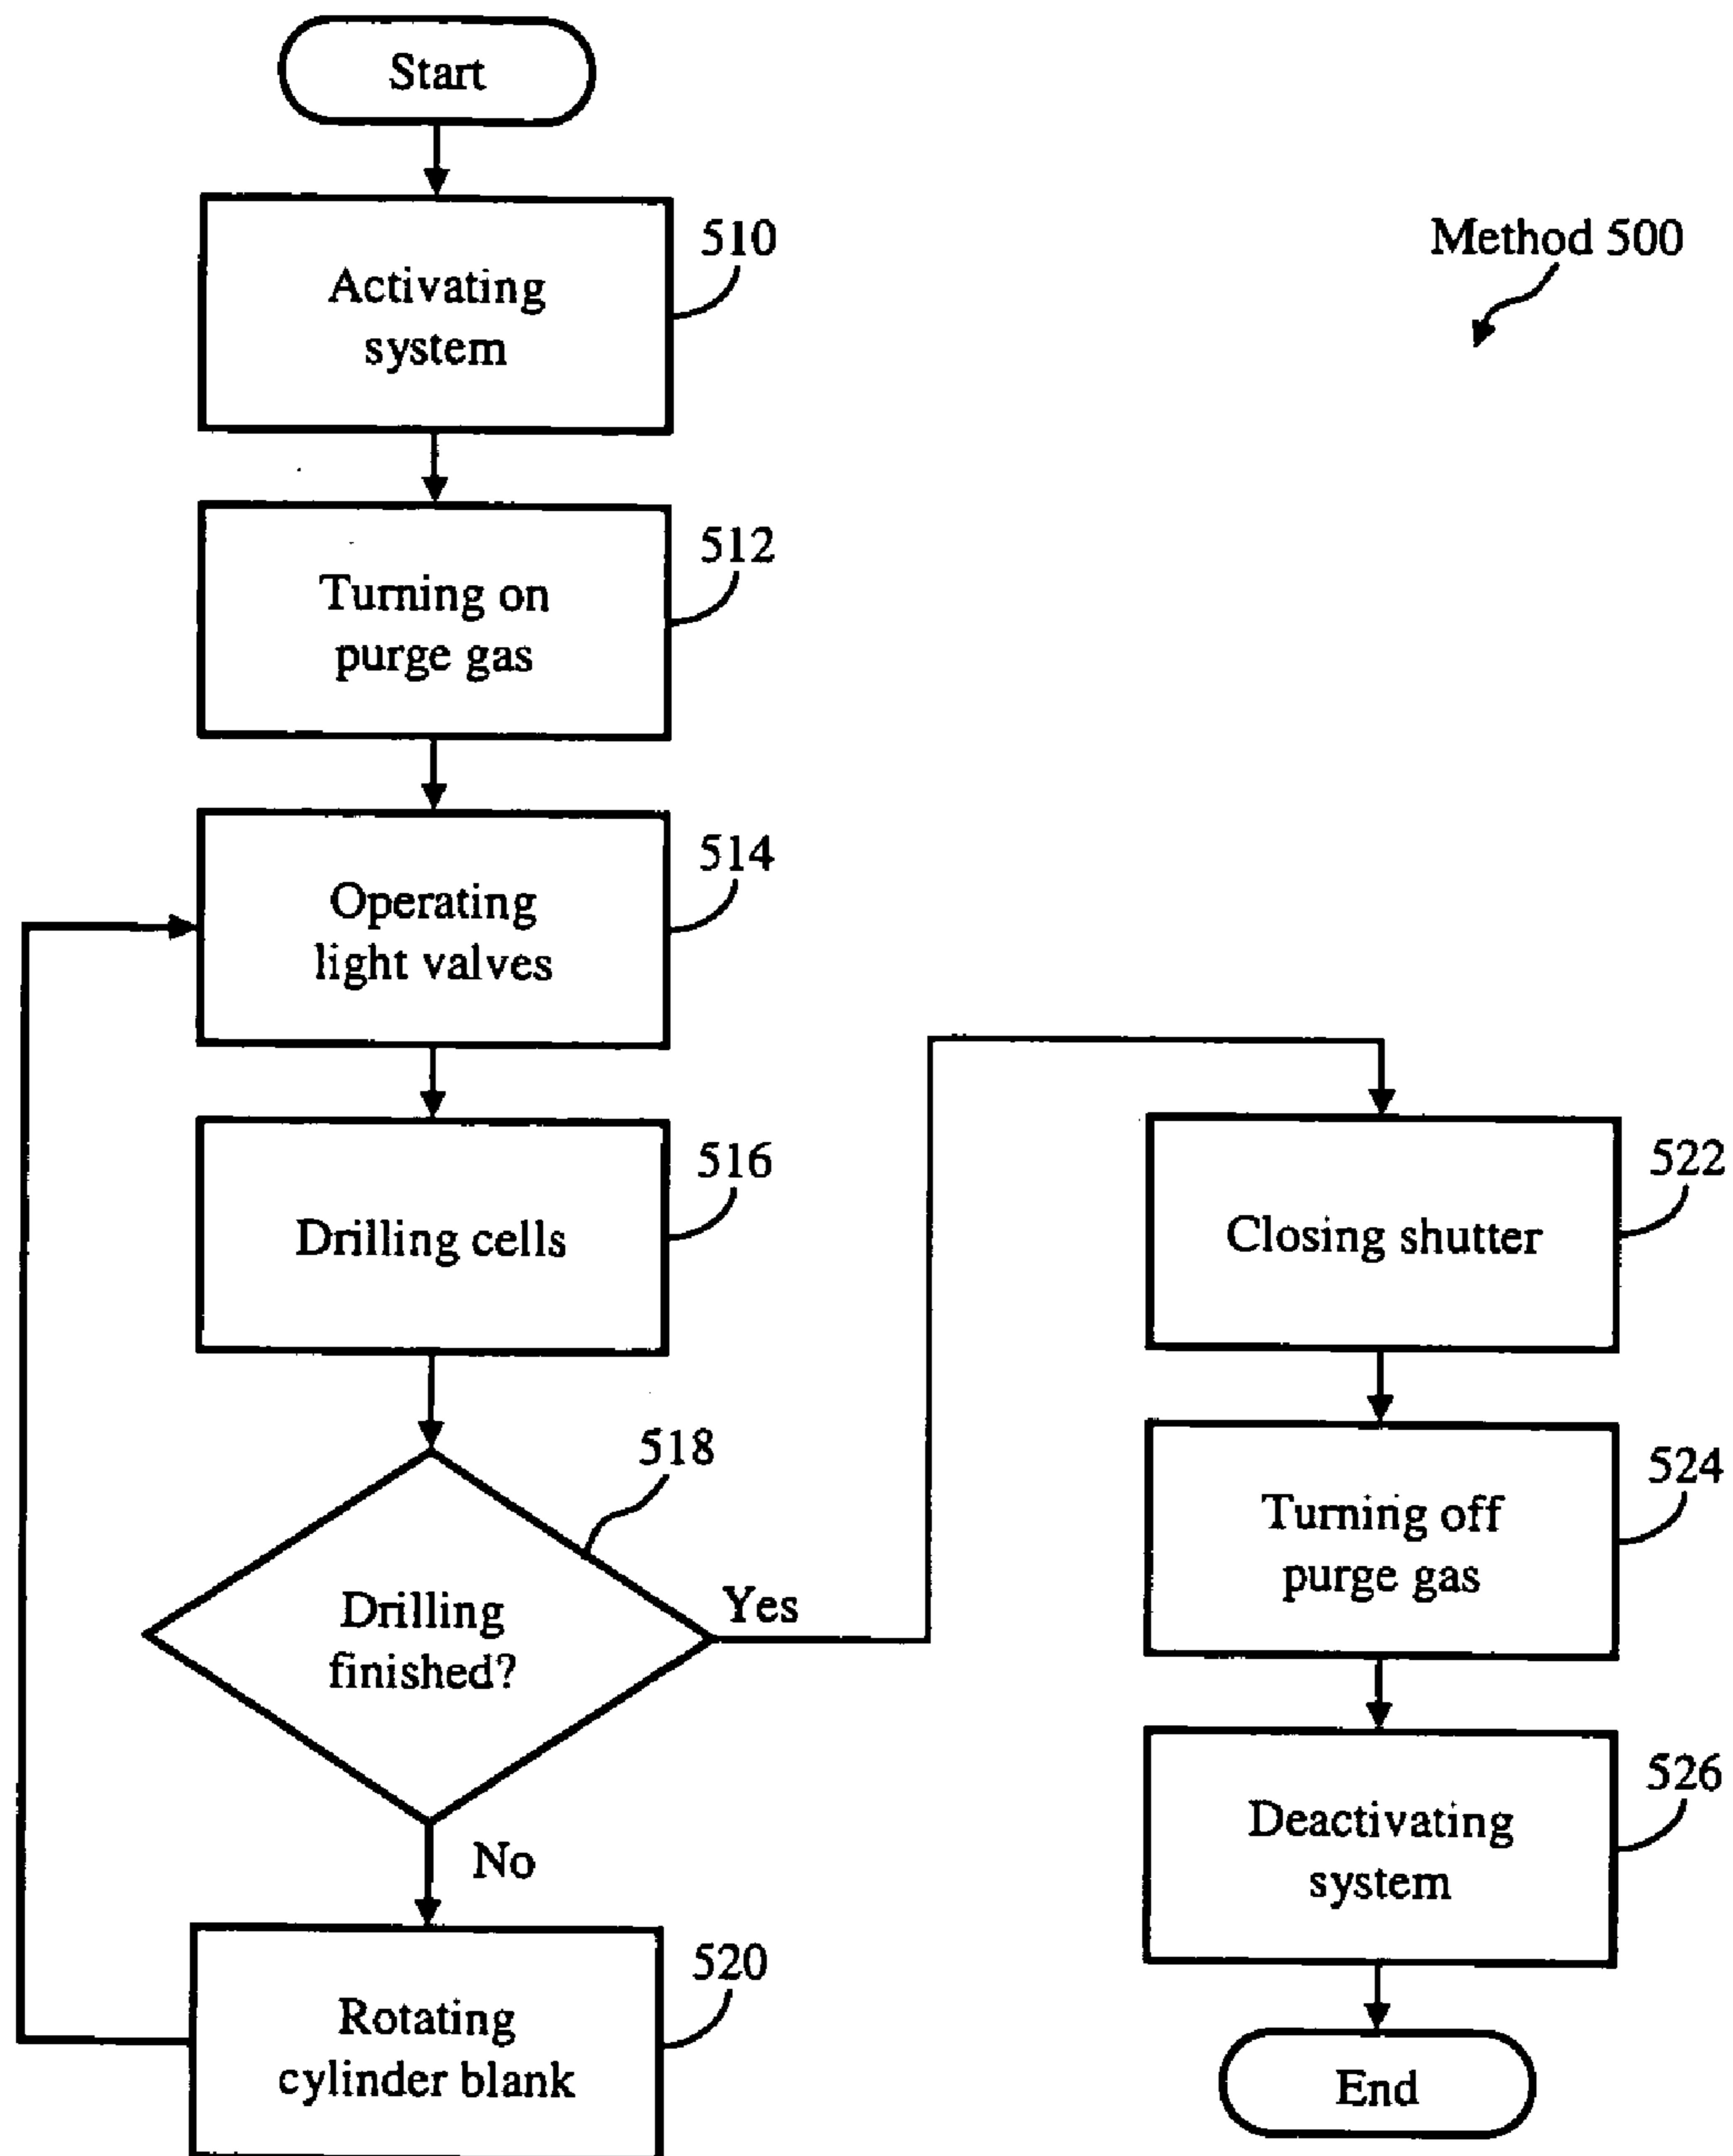 Start
Method 500
510
Activating
system
512
Turning on
purge gas
514
Operating
light valves
516
Drilling cells
518
Drilling
finished?
Yes
No
520
Rotating
cylinder blank
522
Closing shutter
524
Turning off
purge gas
526
Deactivating
system
End